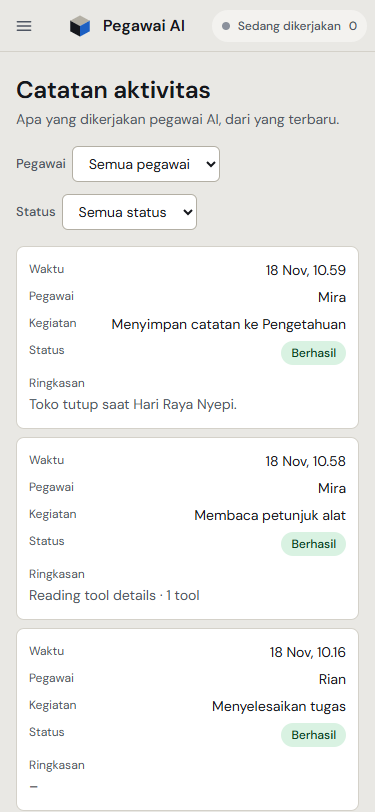 Pegawai AI
Sedang dikerjakan 0
Catatan aktivitas
Apa yang dikerjakan pegawai AI, dari yang terbaru.
Pegawai Semua pegawai
Status Semua status
Waktu 18 Nov, 10.59
Pegawai Mira
Kegiatan Menyimpan catatan ke Pengetahuan
Status Berhasil
Ringkasan
Toko tutup saat Hari Raya Nyepi.
Waktu 18 Nov, 10.58
Pegawai Mira
Kegiatan Membaca petunjuk alat
Status Berhasil
Ringkasan
Reading tool details · 1 tool
Waktu 18 Nov, 10.16
Pegawai Rian
Kegiatan Menyelesaikan tugas
Status Berhasil
Ringkasan
–